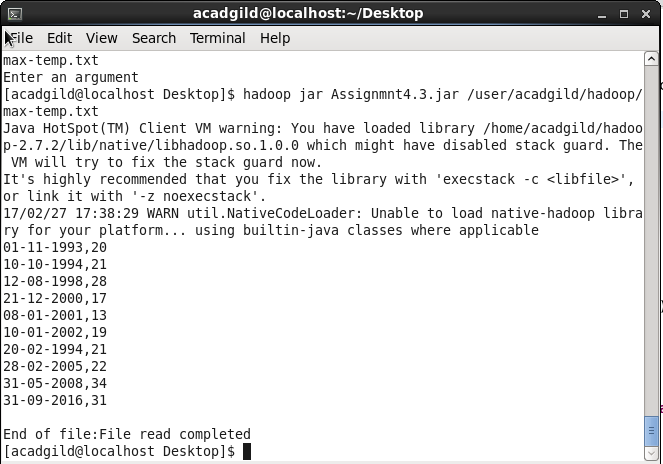 acadgild@localhost:~/Desktop
File Edit View Search Terminal Help
max-temp.txt
Enter an argument
[acadgild@localhost Desktop]$ hadoop jar Assignmnt4.3.jar /user/acadgild/hadoop/
max-temp.txt
Java HotSpot(TM) Client VM warning: You have loaded library /home/acadgild/hadoo
p-2.7.2/lib/native/libhadoop.so.1.0.0 which might have disabled stack guard. The
 VM will try to fix the stack guard now.
It's highly recommended that you fix the library with 'execstack -c <libfile>',
or link it with '-z noexecstack'.
17/02/27 17:38:29 WARN util.NativeCodeLoader: Unable to load native-hadoop libra
ry for your platform... using builtin-java classes where applicable
01-11-1993,20
10-10-1994,21
12-08-1998,28
21-12-2000,17
08-01-2001,13
10-01-2002,19
20-02-1994,21
28-02-2005,22
31-05-2008,34
31-09-2016,31
End of file:File read completed
[acadgild@localhost Desktop]$